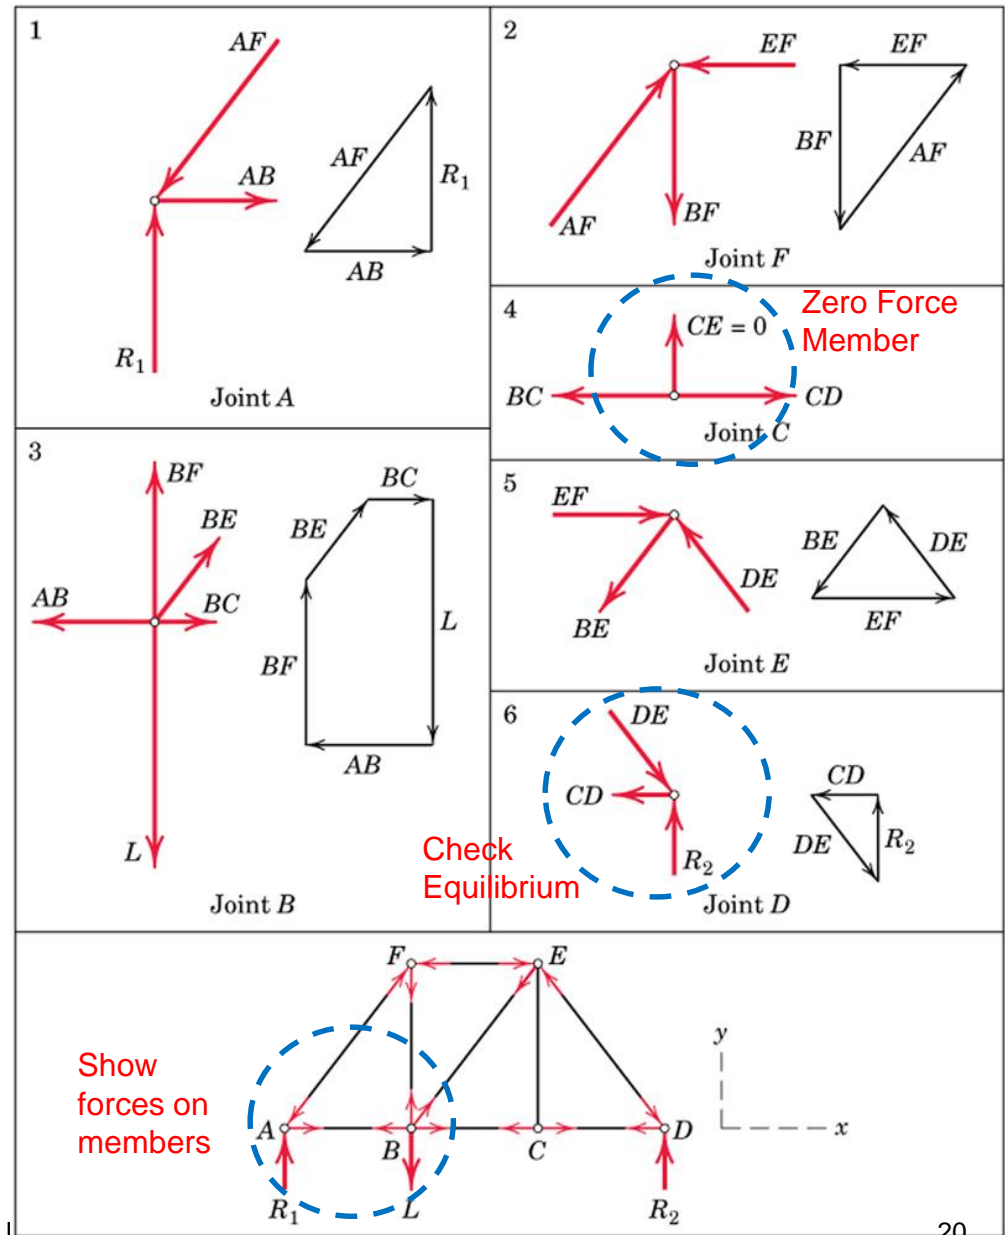 1
AF
AB
R1
AF
R1
AB
Joint A
2
EF
AF
BF
EF
BF
AF
Joint F
3
BF
BE
AB
BC
L
BC
BE
L
BF
AB
Joint B
4
CE = 0
BC
CD
Joint C
Zero Force
Member
5
EF
DE
BE
BE
DE
EF
Joint E
6
DE
CD
R2
CD
DE
R2
Joint D
Check
Equilibrium
F
E
A
B
C
D
R1
L
R2
y
x
Show
forces on
members
20